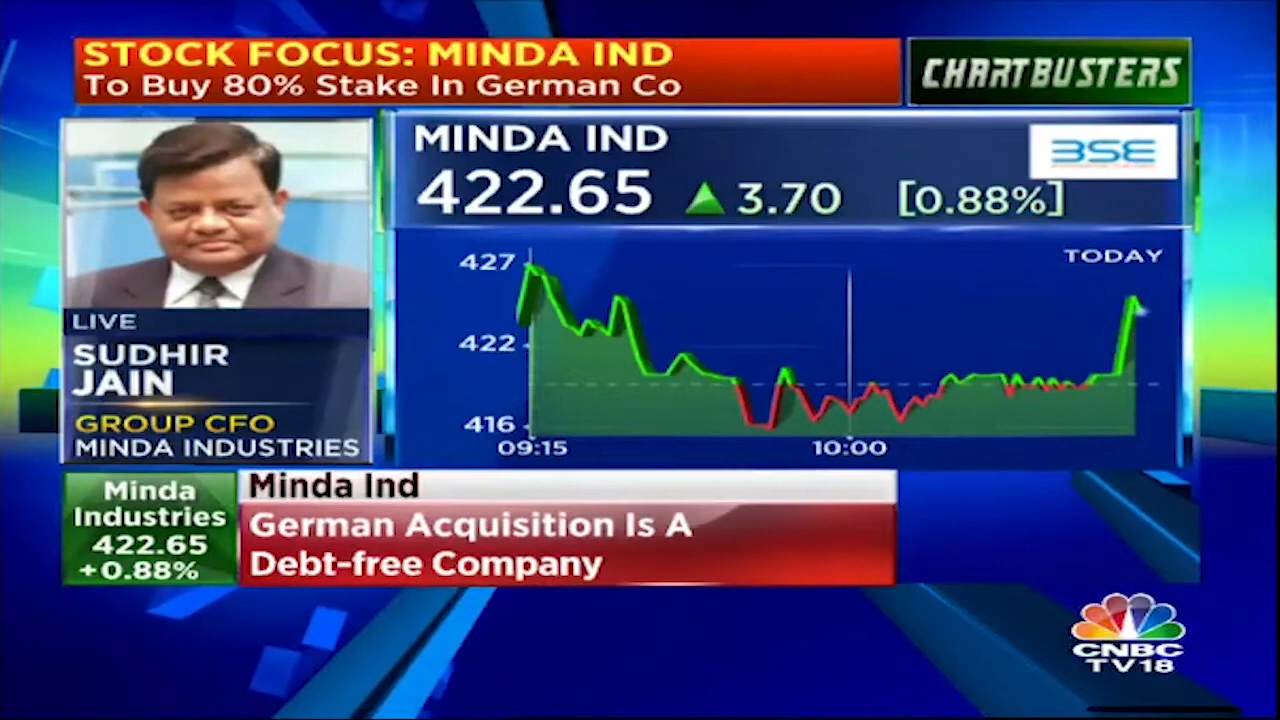 STOCK FOCUS: MINDA IND
To Buy 80% Stake In German Co
CHARTBUSTERS
MINDA IND
BSE
422.65 ▲ 3.70 [0.88%]
TODAY
427
422
416
09:15 10:00
LIVE
SUDHIR
JAIN
GROUP CFO
MINDA INDUSTRIES
Minda
Industries
422.65
+0.88%
Minda Ind
German Acquisition Is A
Debt-free Company
CNBC
TV18